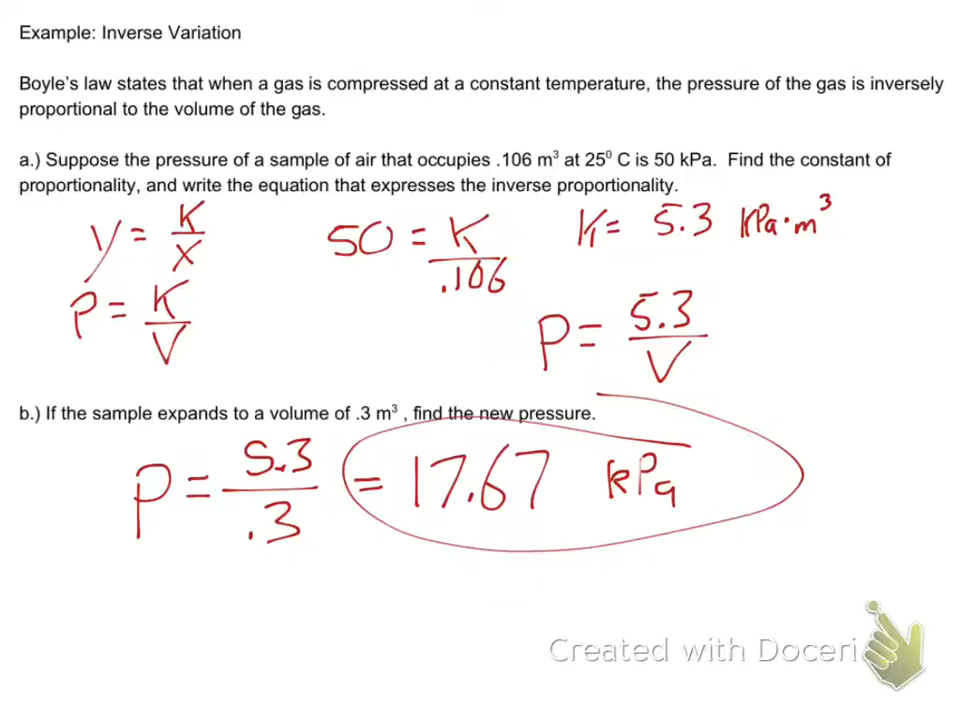 Example: Inverse Variation
Boyle's law states that when a gas is compressed at a constant temperature, the pressure of the gas is inversely
proportional to the volume of the gas.
a.) Suppose the pressure of a sample of air that occupies .106 m³ at 25⁰ C is 50 kPa. Find the constant of
proportionality, and write the equation that expresses the inverse proportionality.
y = K/X
50 = K/.106
K = 5.3 kPa·m³
P = K/V
P = 5.3/V
b.) If the sample expands to a volume of .3 m³ , find the new pressure.
P = 5.3/.3 = 17.67 kPa
Created with Doceri